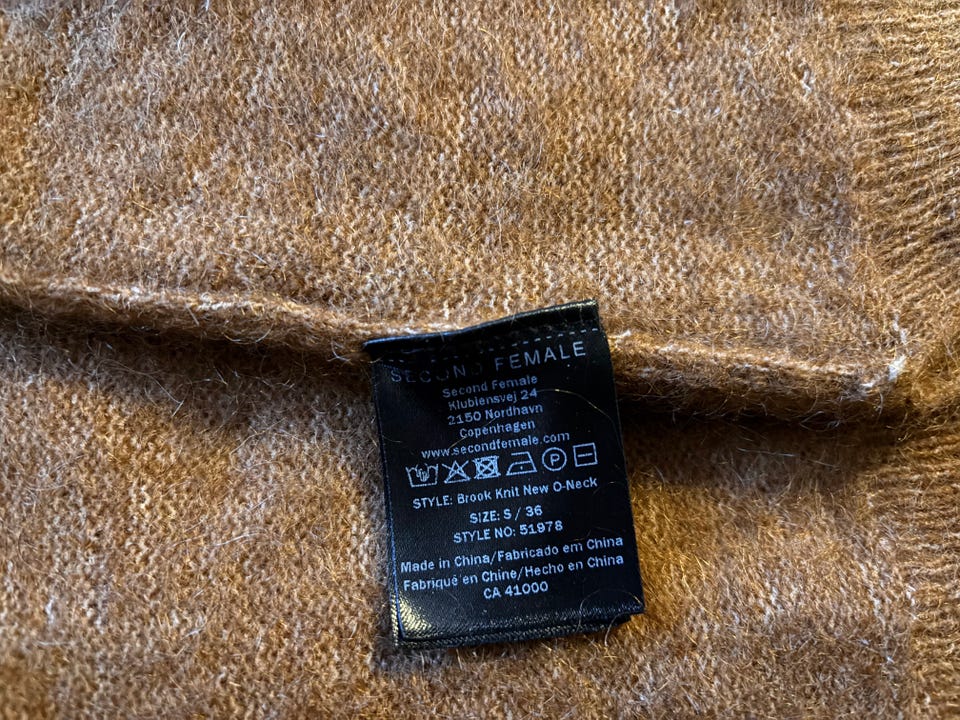 SECOND FEMALE
Second Female
Klubiensvej 24
2150 Nordhavn
Copenhagen
www.secondfemale.com
P
STYLE: Brook Knit New O-Neck
SIZE: S / 36
STYLE NO: 51978
Made in China/Fabricado em China
Fabriqué en Chine/Hecho en China
CA 41000